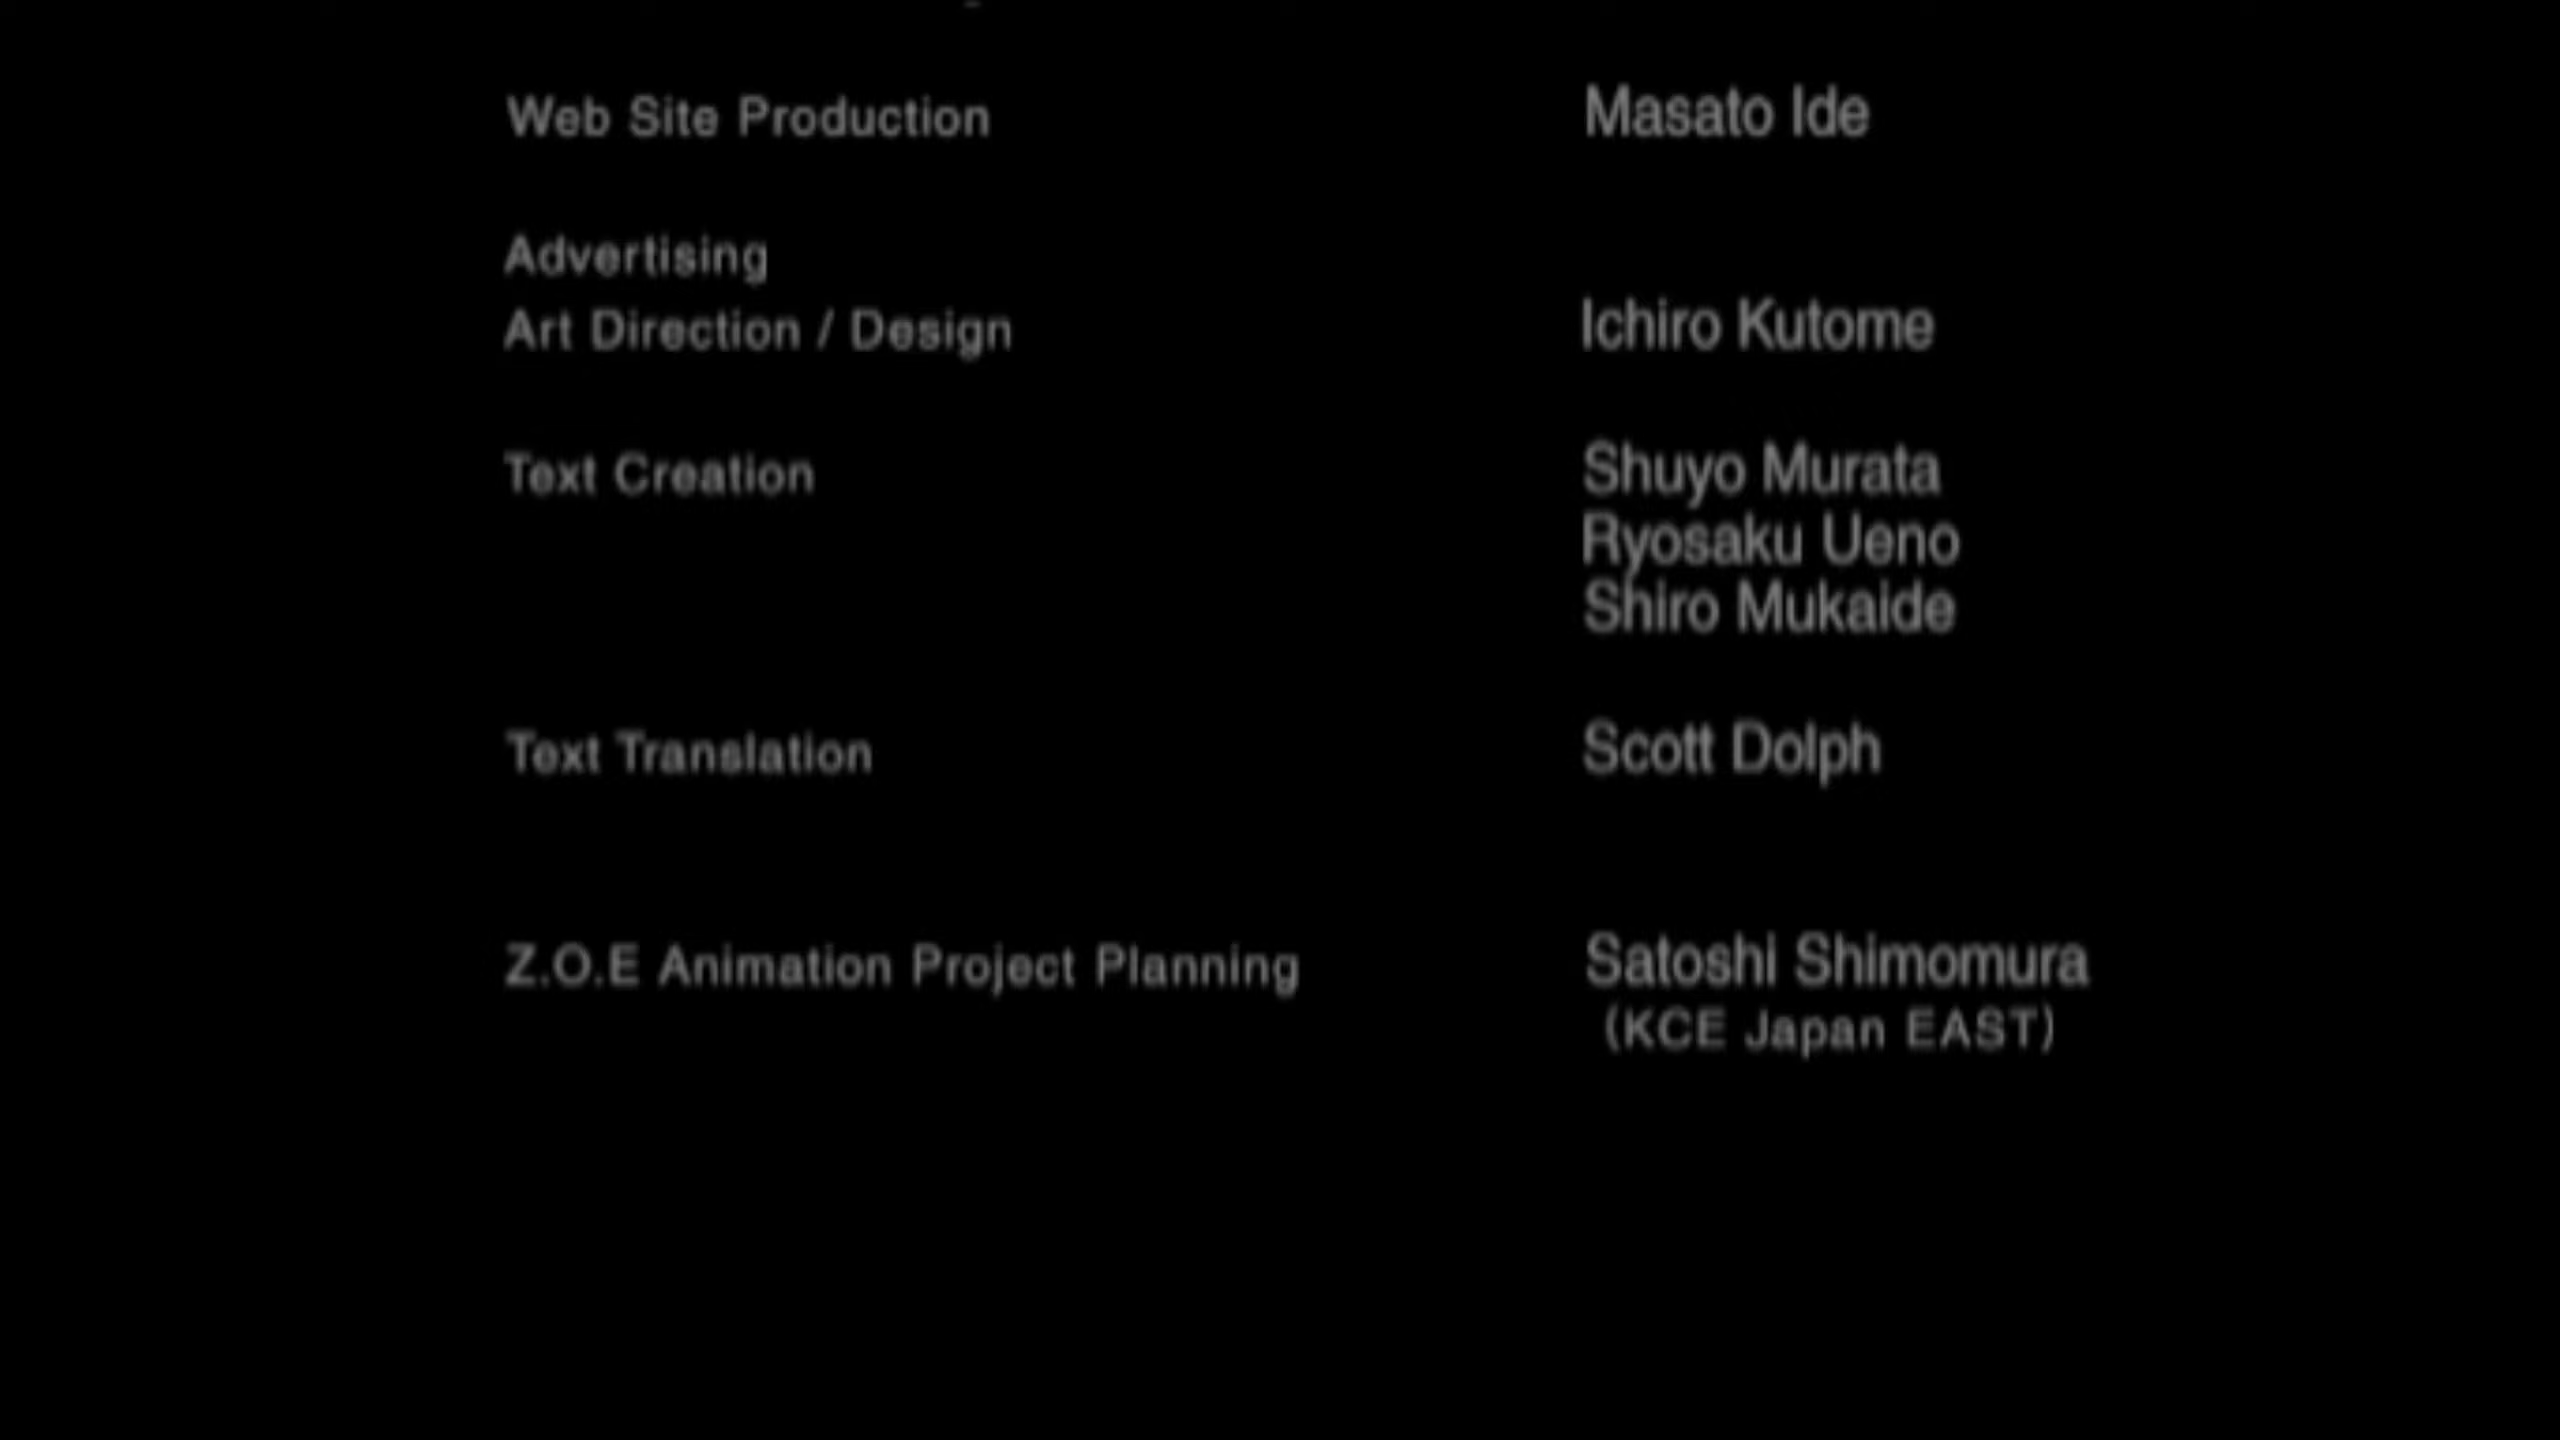 Web Site Production Masato Ide
Advertising
Art Direction / Design Ichiro Kutome
Text Creation Shuyo Murata
Ryosaku Ueno
Shiro Mukaide
Text Translation Scott Dolph
Z.O.E Animation Project Planning Satoshi Shimomura
(KCE Japan EAST)